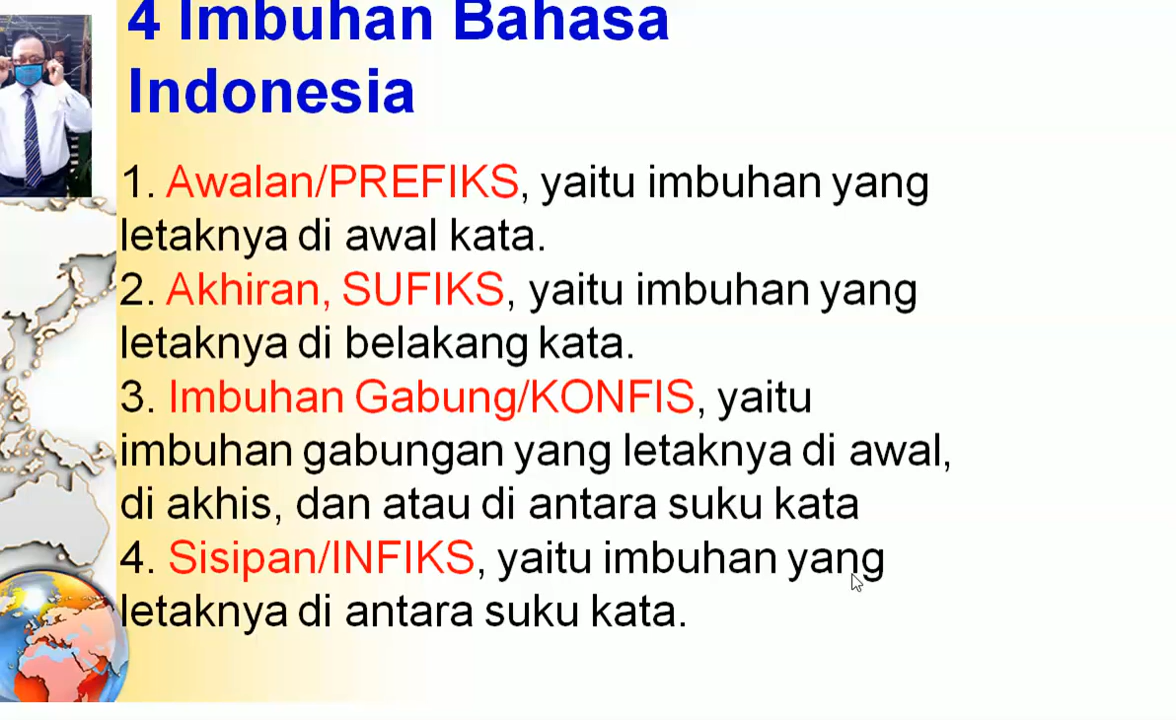 4 Imbuhan Bahasa
Indonesia
1. Awalan/PREFIKS, yaitu imbuhan yang
letaknya di awal kata.
2. Akhiran, SUFIKS, yaitu imbuhan yang
letaknya di belakang kata.
3. Imbuhan Gabung/KONFIS, yaitu
imbuhan gabungan yang letaknya di awal,
di akhis, dan atau di antara suku kata
4. Sisipan/INFIKS, yaitu imbuhan yang
letaknya di antara suku kata.